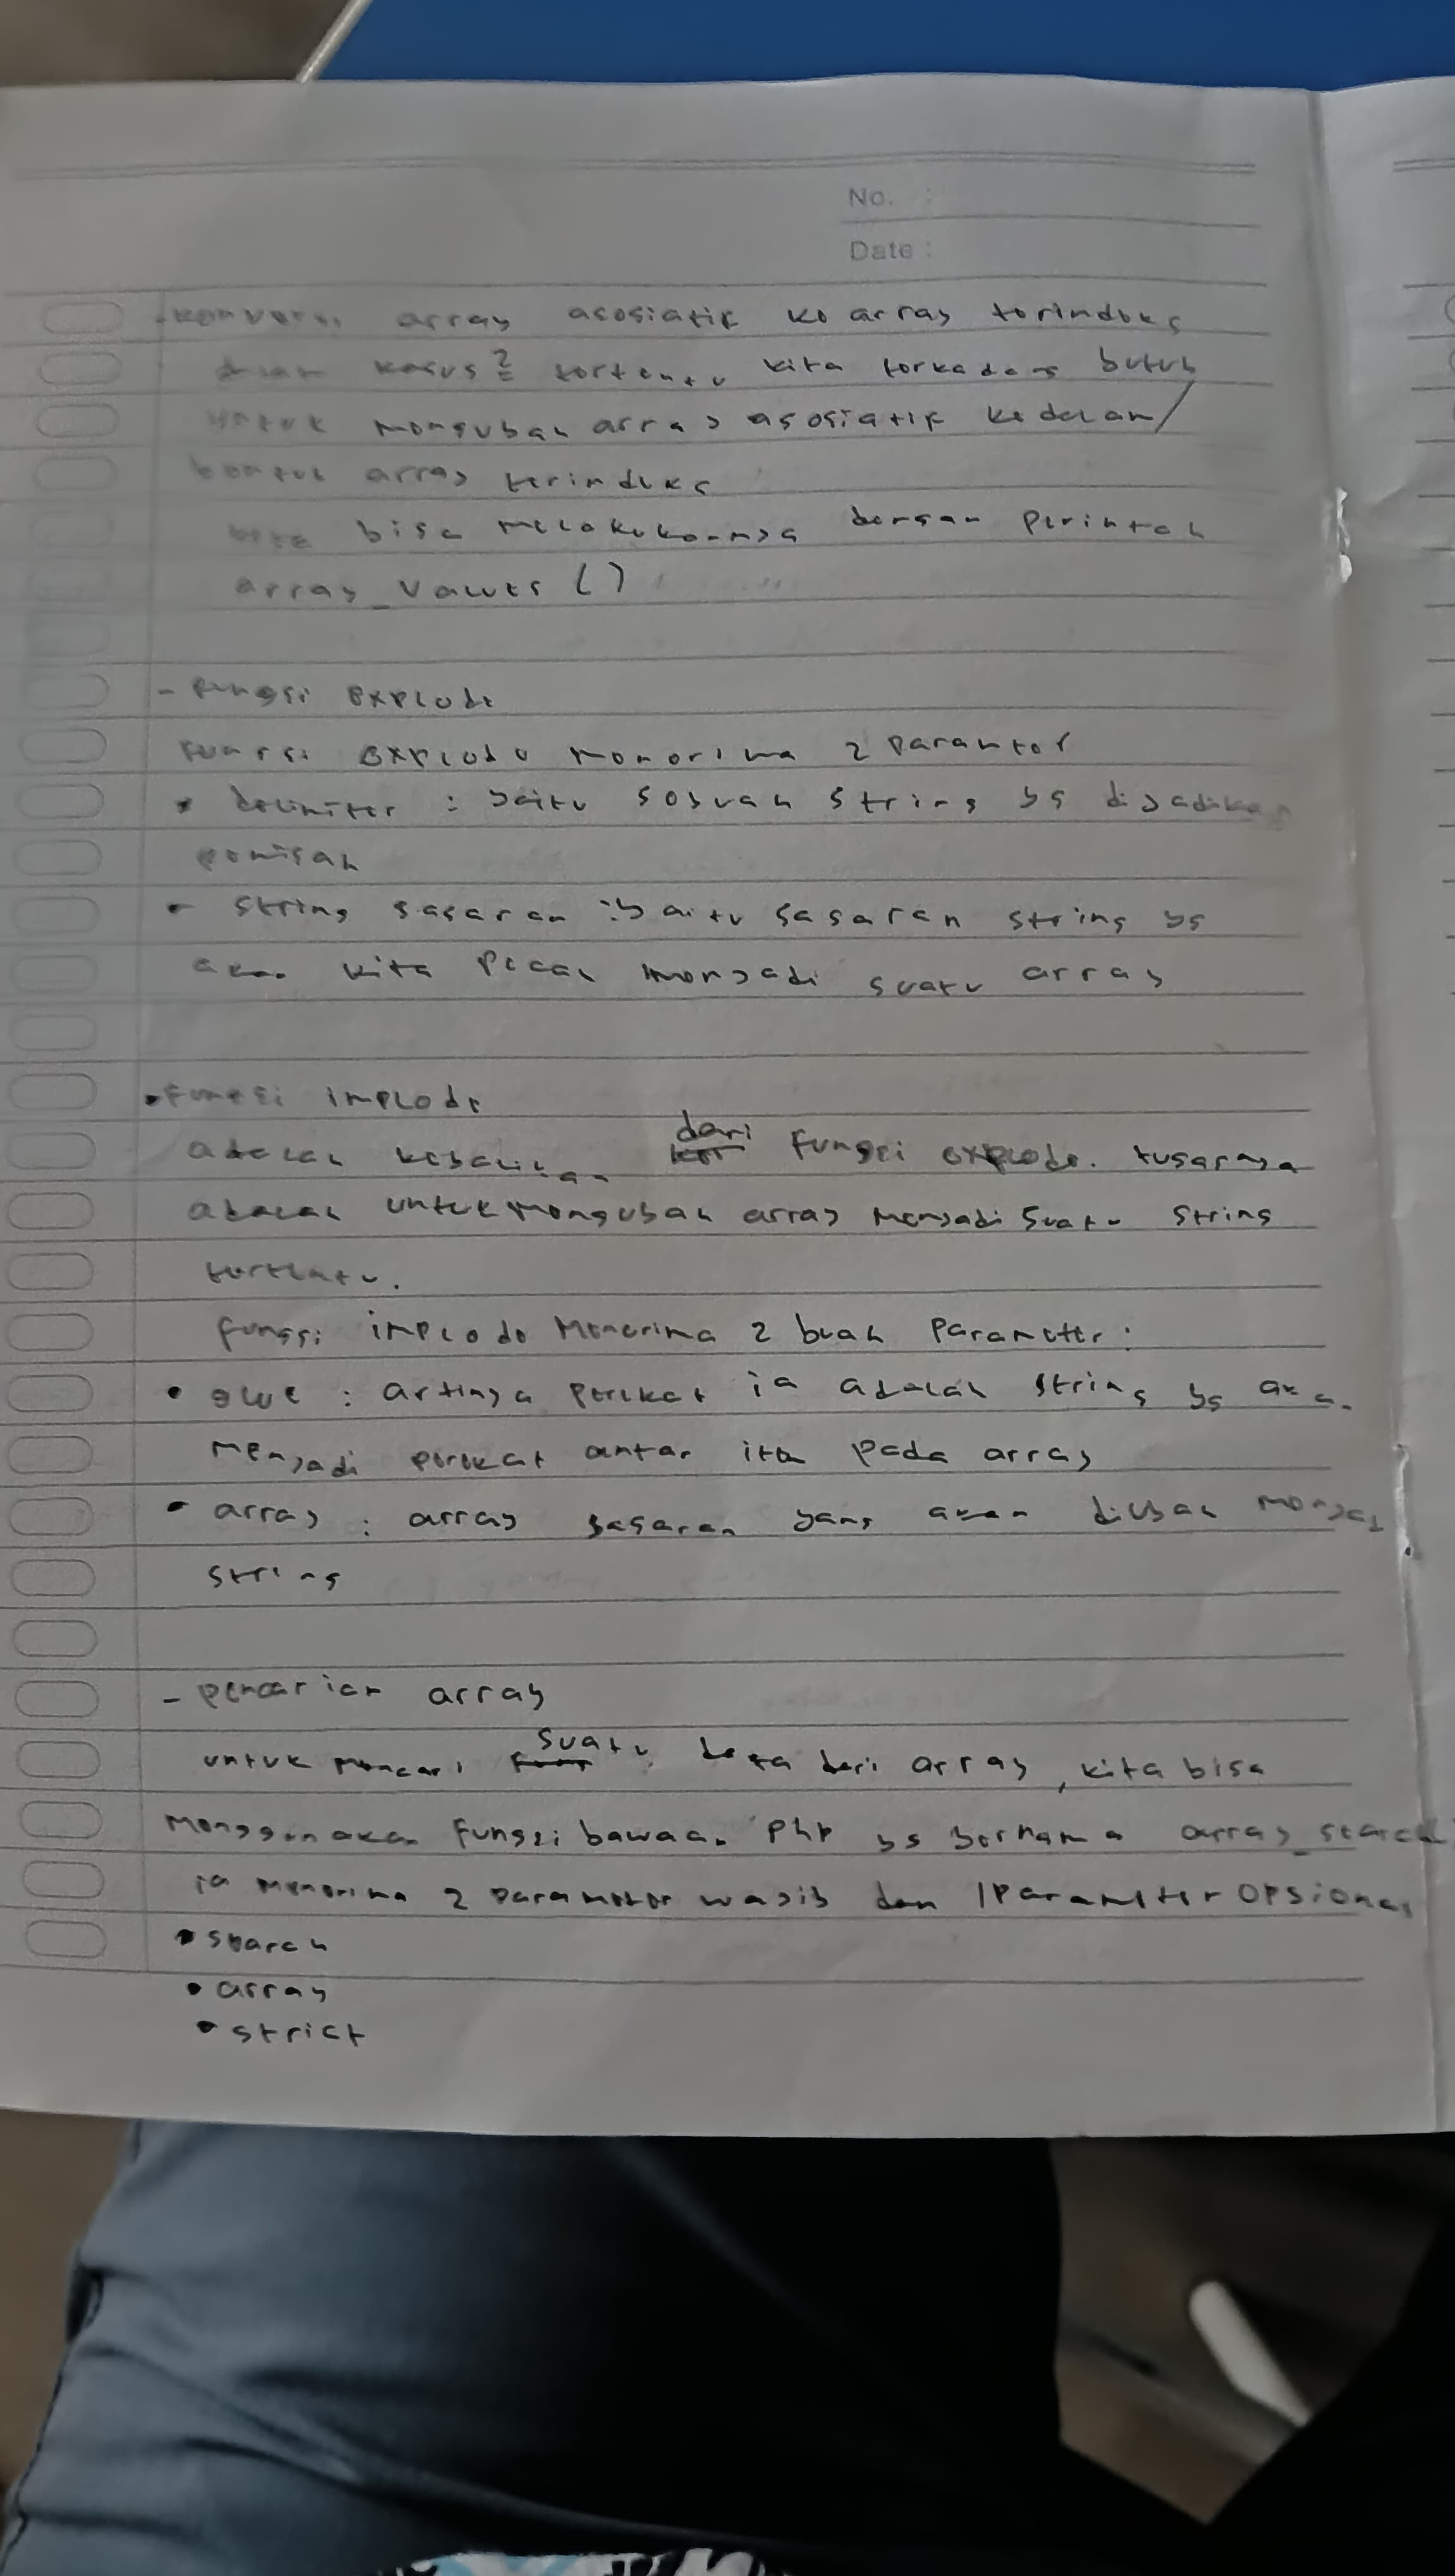 No. :
Date :
- konversi array asosiatif ke array terindeks
dalam kasus² tertentu kita terkadang butuh
untuk mengubah array asosiatif kedalam /
bentuk array terindeks
kita bisa melakukannya dengan perintah
array_values ()
- fungsi explode
fungsi explode menerima 2 parameter
• delimiter : yaitu sebuah string yg dijadikan
pemisah
• string sasaran : yaitu sasaran string yg
akan kita pecah menjadi suatu array
• fungsi implode
adalah kebalikan dari fungsi explode. tugasnya
adalah untuk mengubah array menjadi suatu string
tertentu.
fungsi implode menerima 2 buah parameter :
• glue : artinya perekat ia adalah string yg akan
menjadi perekat antar item pada array
• array : array sasaran yang akan diubah menjadi
string
- pencarian array
untuk mencari suatu data dari array, kita bisa
menggunakan fungsi bawaan php yg bernama array_search
ia menerima 2 parameter wajib dan 1 parameter opsional
• search
• array
• strict